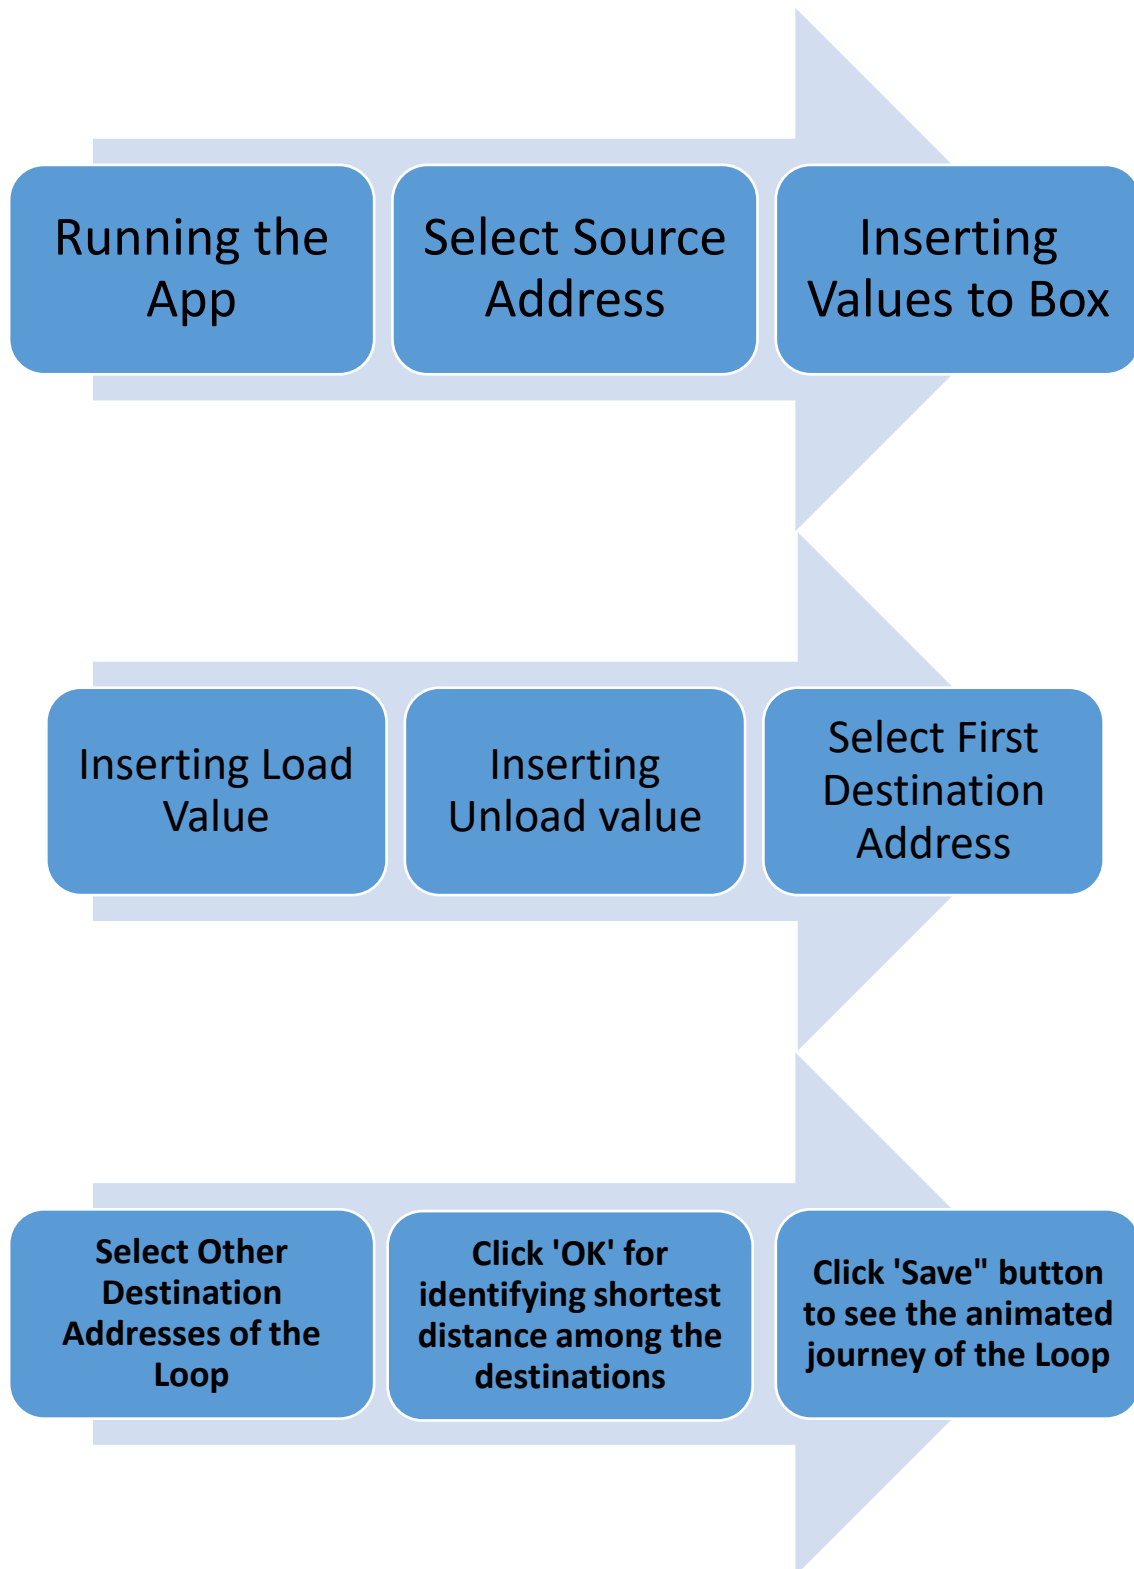 Running the
App
Select Source
Address
Inserting
Values to Box
Inserting Load
Value
Inserting
Unload value
Select First
Destination
Address
Select Other
Destination
Addresses of the
Loop
Click 'OK' for
identifying shortest
distance among the
destinations
Click 'Save" button
to see the animated
journey of the Loop